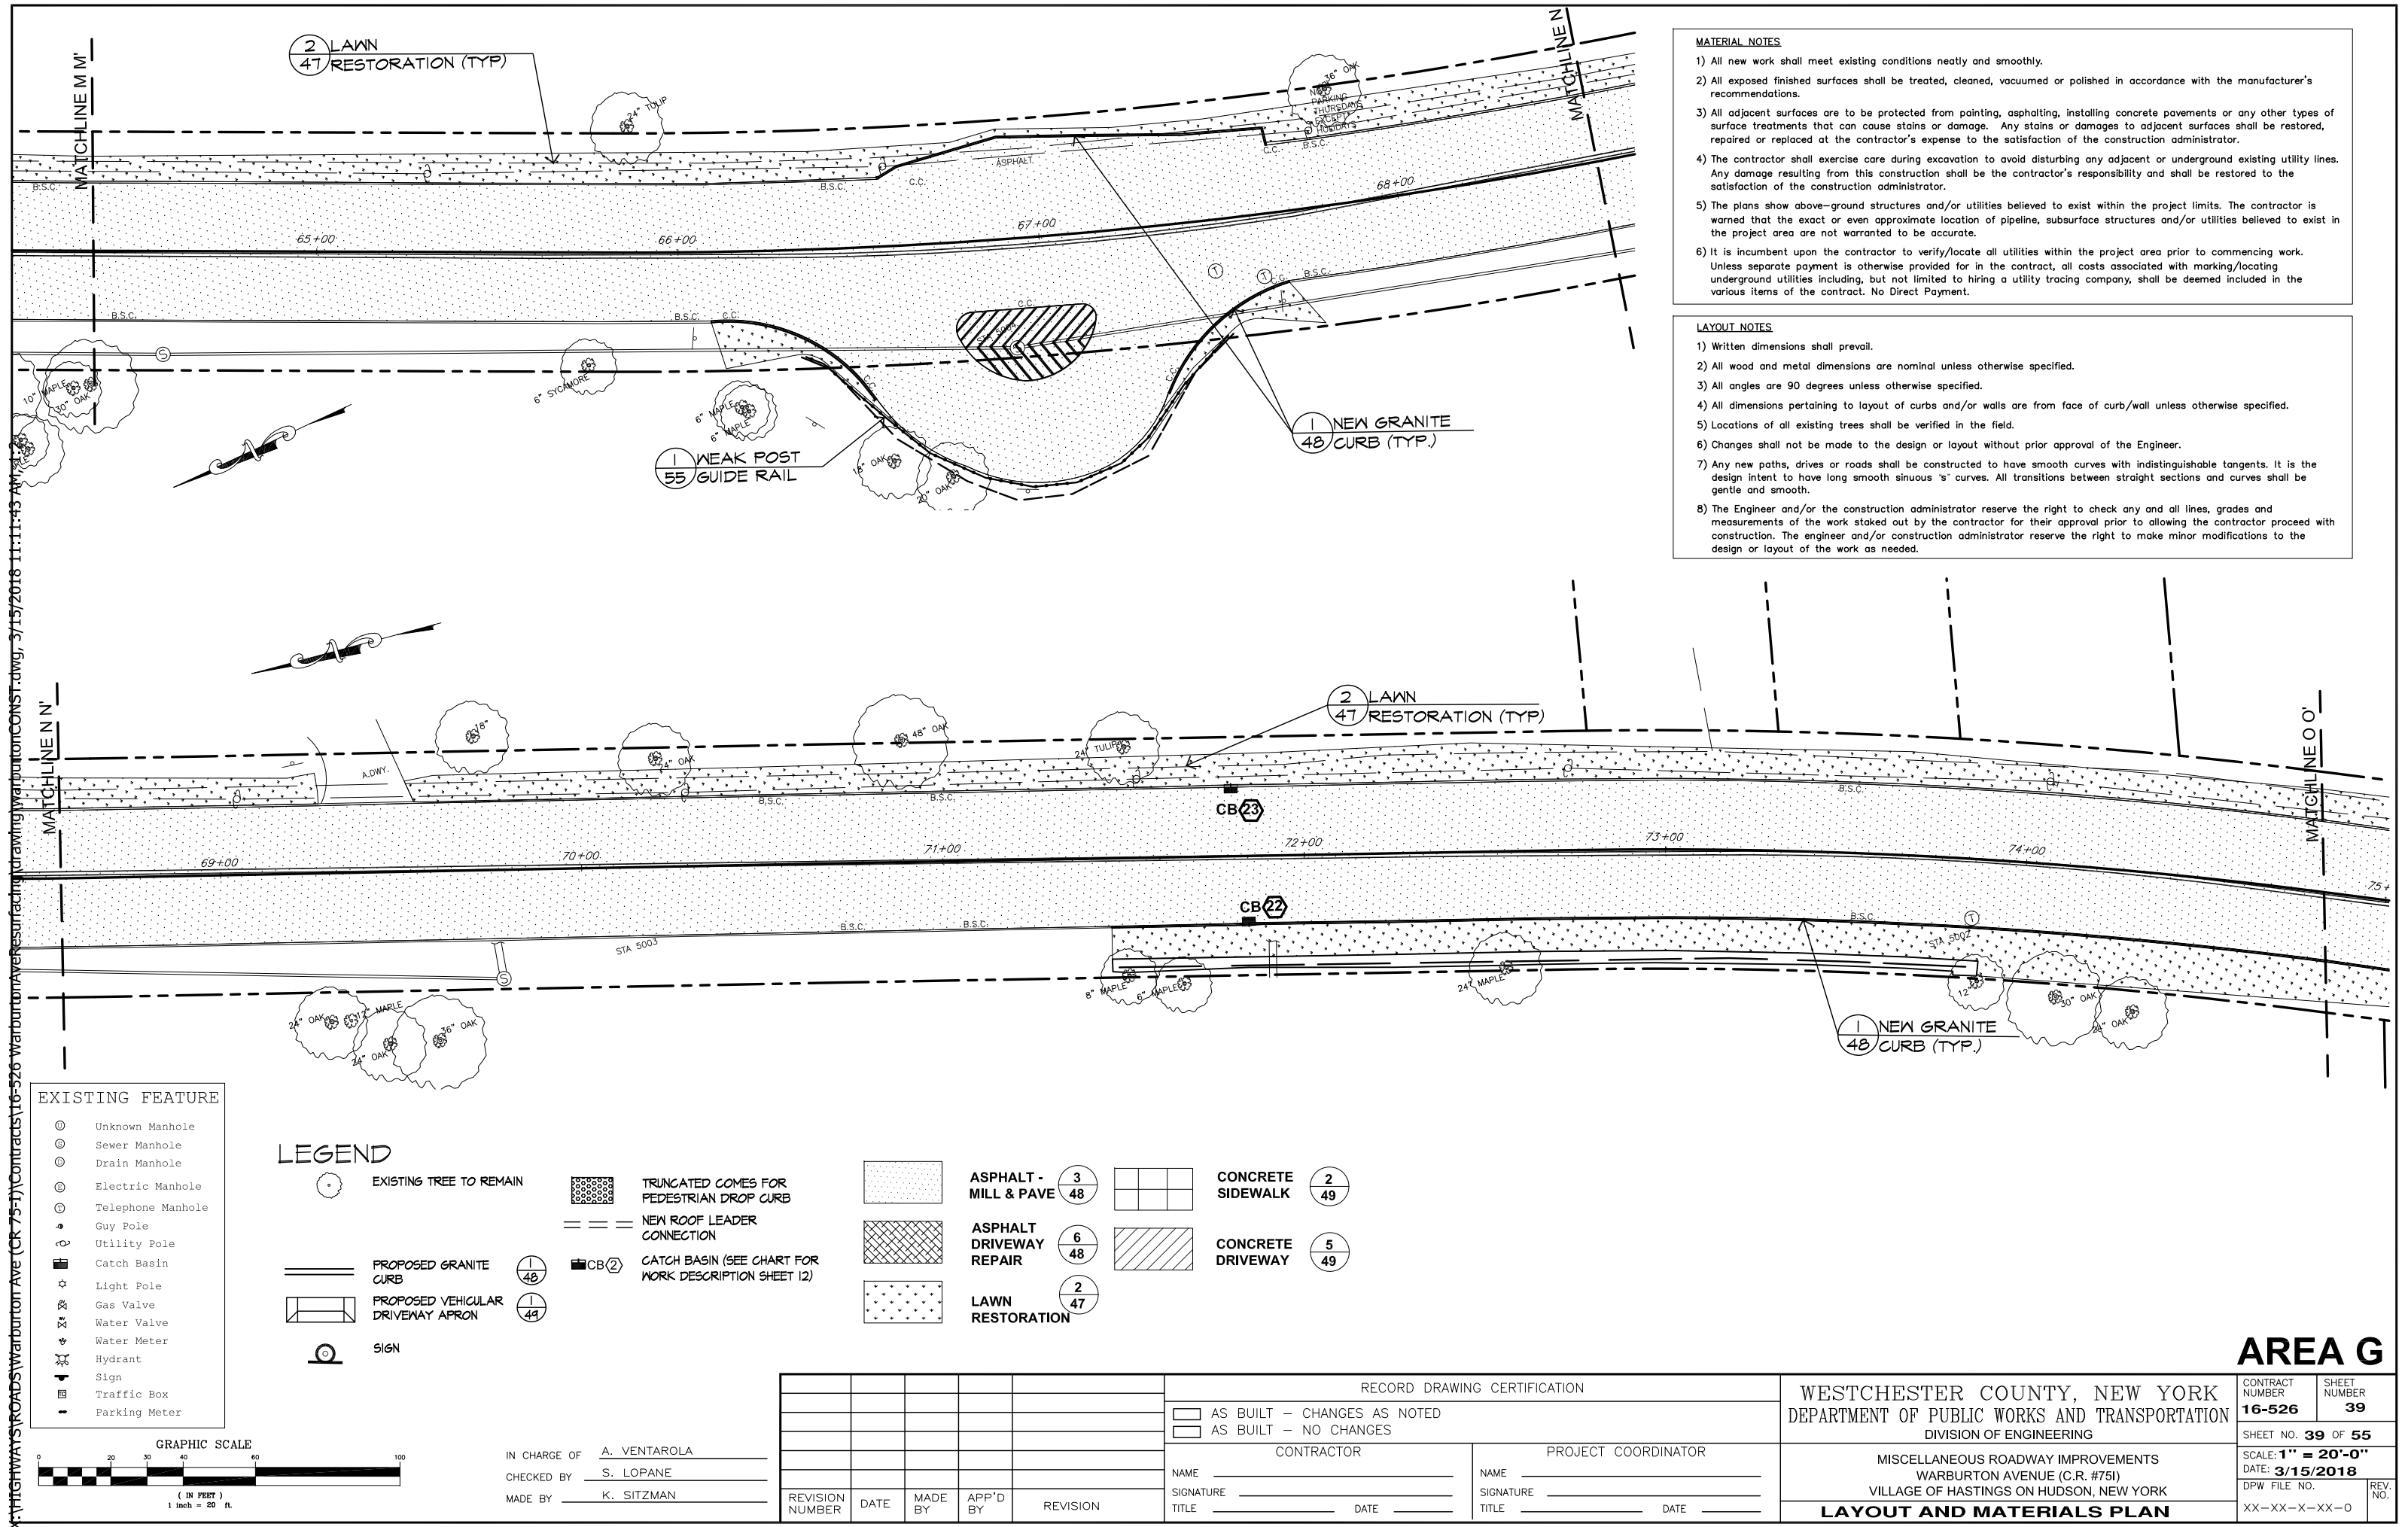 X:\HIGHWAYS\ROADS\Warburton Ave (CR 75-I)\Contracts\16-526 WarburtonAveResurfacing\drawing\WarburtonCONST.dwg, 3/15/2018 11:11:43 AM, 1:2
MATCHLINE M M'
2
47
LAWN
RESTORATION (TYP)
24" TULIP
36" OAK
NO
PARKING
THURSDAYS
EXCEPT
HOLIDAYS
MATCHLINE N
B.S.C.
B.S.C.
C.C.
ASPHALT
C.C.
B.S.C.
65+00
66+00
67+00
68+00
T
T
C.C.
B.S.C.
B.S.C.
B.S.C.
C.C.
C.C.
STA 5004
S
S
10" MAPLE
30" OAK
6" SYCAMORE
6" MAPLE
6" MAPLE
C.C.
C.C.
1
55
WEAK POST
GUIDE RAIL
18" OAK
20" OAK
1
48
NEW GRANITE
CURB (TYP.)
MATERIAL NOTES
1) All new work shall meet existing conditions neatly and smoothly.
2) All exposed finished surfaces shall be treated, cleaned, vacuumed or polished in accordance with the manufacturer's
recommendations.
3) All adjacent surfaces are to be protected from painting, asphalting, installing concrete pavements or any other types of
surface treatments that can cause stains or damage. Any stains or damages to adjacent surfaces shall be restored,
repaired or replaced at the contractor's expense to the satisfaction of the construction administrator.
4) The contractor shall exercise care during excavation to avoid disturbing any adjacent or underground existing utility lines.
Any damage resulting from this construction shall be the contractor's responsibility and shall be restored to the
satisfaction of the construction administrator.
5) The plans show above-ground structures and/or utilities believed to exist within the project limits. The contractor is
warned that the exact or even approximate location of pipeline, subsurface structures and/or utilities believed to exist in
the project area are not warranted to be accurate.
6) It is incumbent upon the contractor to verify/locate all utilities within the project area prior to commencing work.
Unless separate payment is otherwise provided for in the contract, all costs associated with marking/locating
underground utilities including, but not limited to hiring a utility tracing company, shall be deemed included in the
various items of the contract. No Direct Payment.
LAYOUT NOTES
1) Written dimensions shall prevail.
2) All wood and metal dimensions are nominal unless otherwise specified.
3) All angles are 90 degrees unless otherwise specified.
4) All dimensions pertaining to layout of curbs and/or walls are from face of curb/wall unless otherwise specified.
5) Locations of all existing trees shall be verified in the field.
6) Changes shall not be made to the design or layout without prior approval of the Engineer.
7) Any new paths, drives or roads shall be constructed to have smooth curves with indistinguishable tangents. It is the
design intent to have long smooth sinuous "s" curves. All transitions between straight sections and curves shall be
gentle and smooth.
8) The Engineer and/or the construction administrator reserve the right to check any and all lines, grades and
measurements of the work staked out by the contractor for their approval prior to allowing the contractor proceed with
construction. The engineer and/or construction administrator reserve the right to make minor modifications to the
design or layout of the work as needed.
MATCHLINE N N'
18"
24" OAK
48" OAK
24" TULIP
2
47
LAWN
RESTORATION (TYP)
MATCHLINE O O'
A.DWY.
B.S.C.
B.S.C.
B.S.C.
CB 23
69+00
70+00
71+00
72+00
73+00
74+00
75+
CB 22
B.S.C.
B.S.C.
B.S.C.
T
STA 5003
STA 5002
S
24" OAK
12" MAPLE
24" OAK
36" OAK
8" MAPLE
6" MAPLE
24" MAPLE
12"
30" OAK
24" OAK
1
48
NEW GRANITE
CURB (TYP.)
EXISTING FEATURE
U Unknown Manhole
S Sewer Manhole
D Drain Manhole
E Electric Manhole
T Telephone Manhole
Guy Pole
Utility Pole
Catch Basin
Light Pole
Gas Valve
Water Valve
Water Meter
Hydrant
Sign
Traffic Box
Parking Meter
LEGEND
EXISTING TREE TO REMAIN
PROPOSED GRANITE
CURB
1
48
PROPOSED VEHICULAR
DRIVEWAY APRON
1
49
SIGN
TRUNCATED COMES FOR
PEDESTRIAN DROP CURB
NEW ROOF LEADER
CONNECTION
CB 2
CATCH BASIN (SEE CHART FOR
WORK DESCRIPTION SHEET 12)
ASPHALT -
MILL & PAVE
3
48
ASPHALT
DRIVEWAY
REPAIR
6
48
LAWN
RESTORATION
2
47
CONCRETE
SIDEWALK
2
49
CONCRETE
DRIVEWAY
5
49
GRAPHIC SCALE
0 20 30 40 60 100
( IN FEET )
1 inch = 20 ft.
IN CHARGE OF A. VENTAROLA
CHECKED BY S. LOPANE
MADE BY K. SITZMAN
REVISION
NUMBER
DATE
MADE
BY
APP'D
BY
REVISION
RECORD DRAWING CERTIFICATION
AS BUILT - CHANGES AS NOTED
AS BUILT - NO CHANGES
CONTRACTOR
NAME
SIGNATURE
TITLE DATE
PROJECT COORDINATOR
NAME
SIGNATURE
TITLE DATE
AREA G
WESTCHESTER COUNTY, NEW YORK
DEPARTMENT OF PUBLIC WORKS AND TRANSPORTATION
DIVISION OF ENGINEERING
MISCELLANEOUS ROADWAY IMPROVEMENTS
WARBURTON AVENUE (C.R. #75I)
VILLAGE OF HASTINGS ON HUDSON, NEW YORK
LAYOUT AND MATERIALS PLAN
CONTRACT
NUMBER
16-526
SHEET
NUMBER
39
SHEET NO. 39 OF 55
SCALE: 1" = 20'-0"
DATE: 3/15/2018
DPW FILE NO.
XX-XX-X-XX-0
REV.
NO.